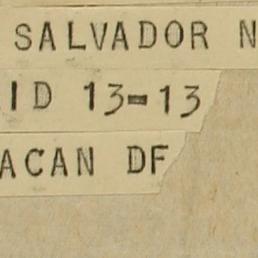 SALVADOR N
ID 13-13
ACAN DF